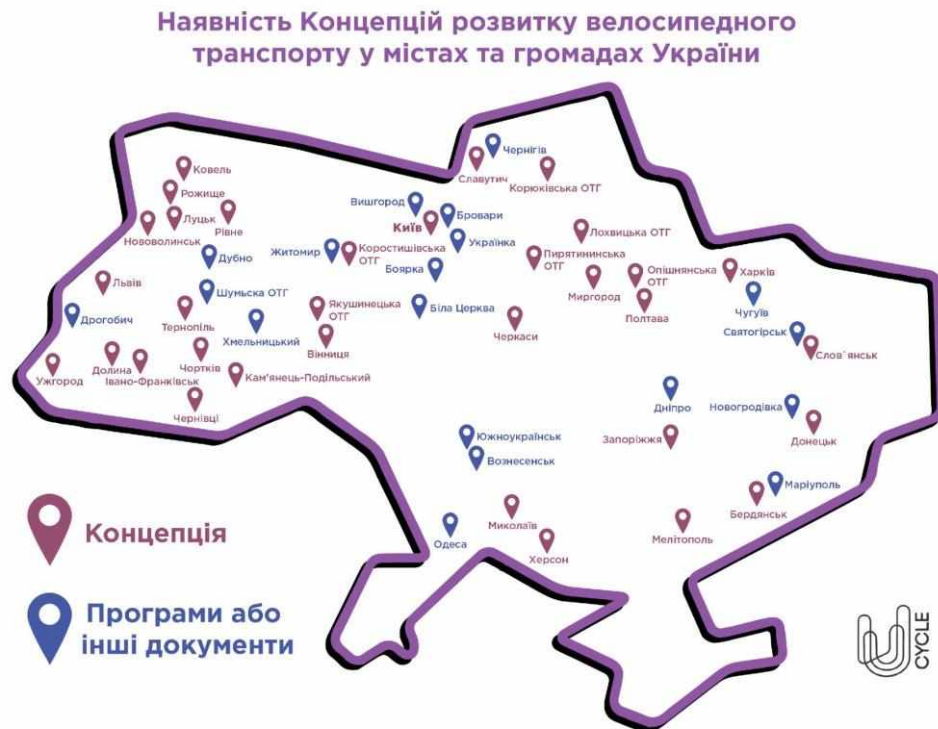 Наявність Концепцій розвитку велосипедного
транспорту у містах та громадах України
Чернігів
Славутич
Корюківська ОТГ
Ковель
Рожище
Луцьк
Рівне
Нововолинськ
Вишгород
Київ
Бровари
Українка
Лохвицька ОТГ
Житомир
Коростишівська
ОТГ
Дубно
Боярка
Пирятининська
ОТГ
Миргород
Опішнянська
ОТГ
Харків
Львів
Шумьска ОТГ
Полтава
Чугуїв
Дрогобич
Тернопіль
Хмельницький
Якушинецька
ОТГ
Біла Церква
Черкаси
Святогірськ
Вінниця
Слов`янськ
Ужгород
Долина
Івано-Франківськ
Чортків
Кам'янець-Подільський
Чернівці
Дніпро
Новогродівка
Запоріжжя
Донецьк
Южноукраїнськ
Вознесенськ
Маріуполь
Бердянськ
Миколаїв
Одеса
Херсон
Мелітополь
Концепція
Програми або
інші документи
U
CYCLE